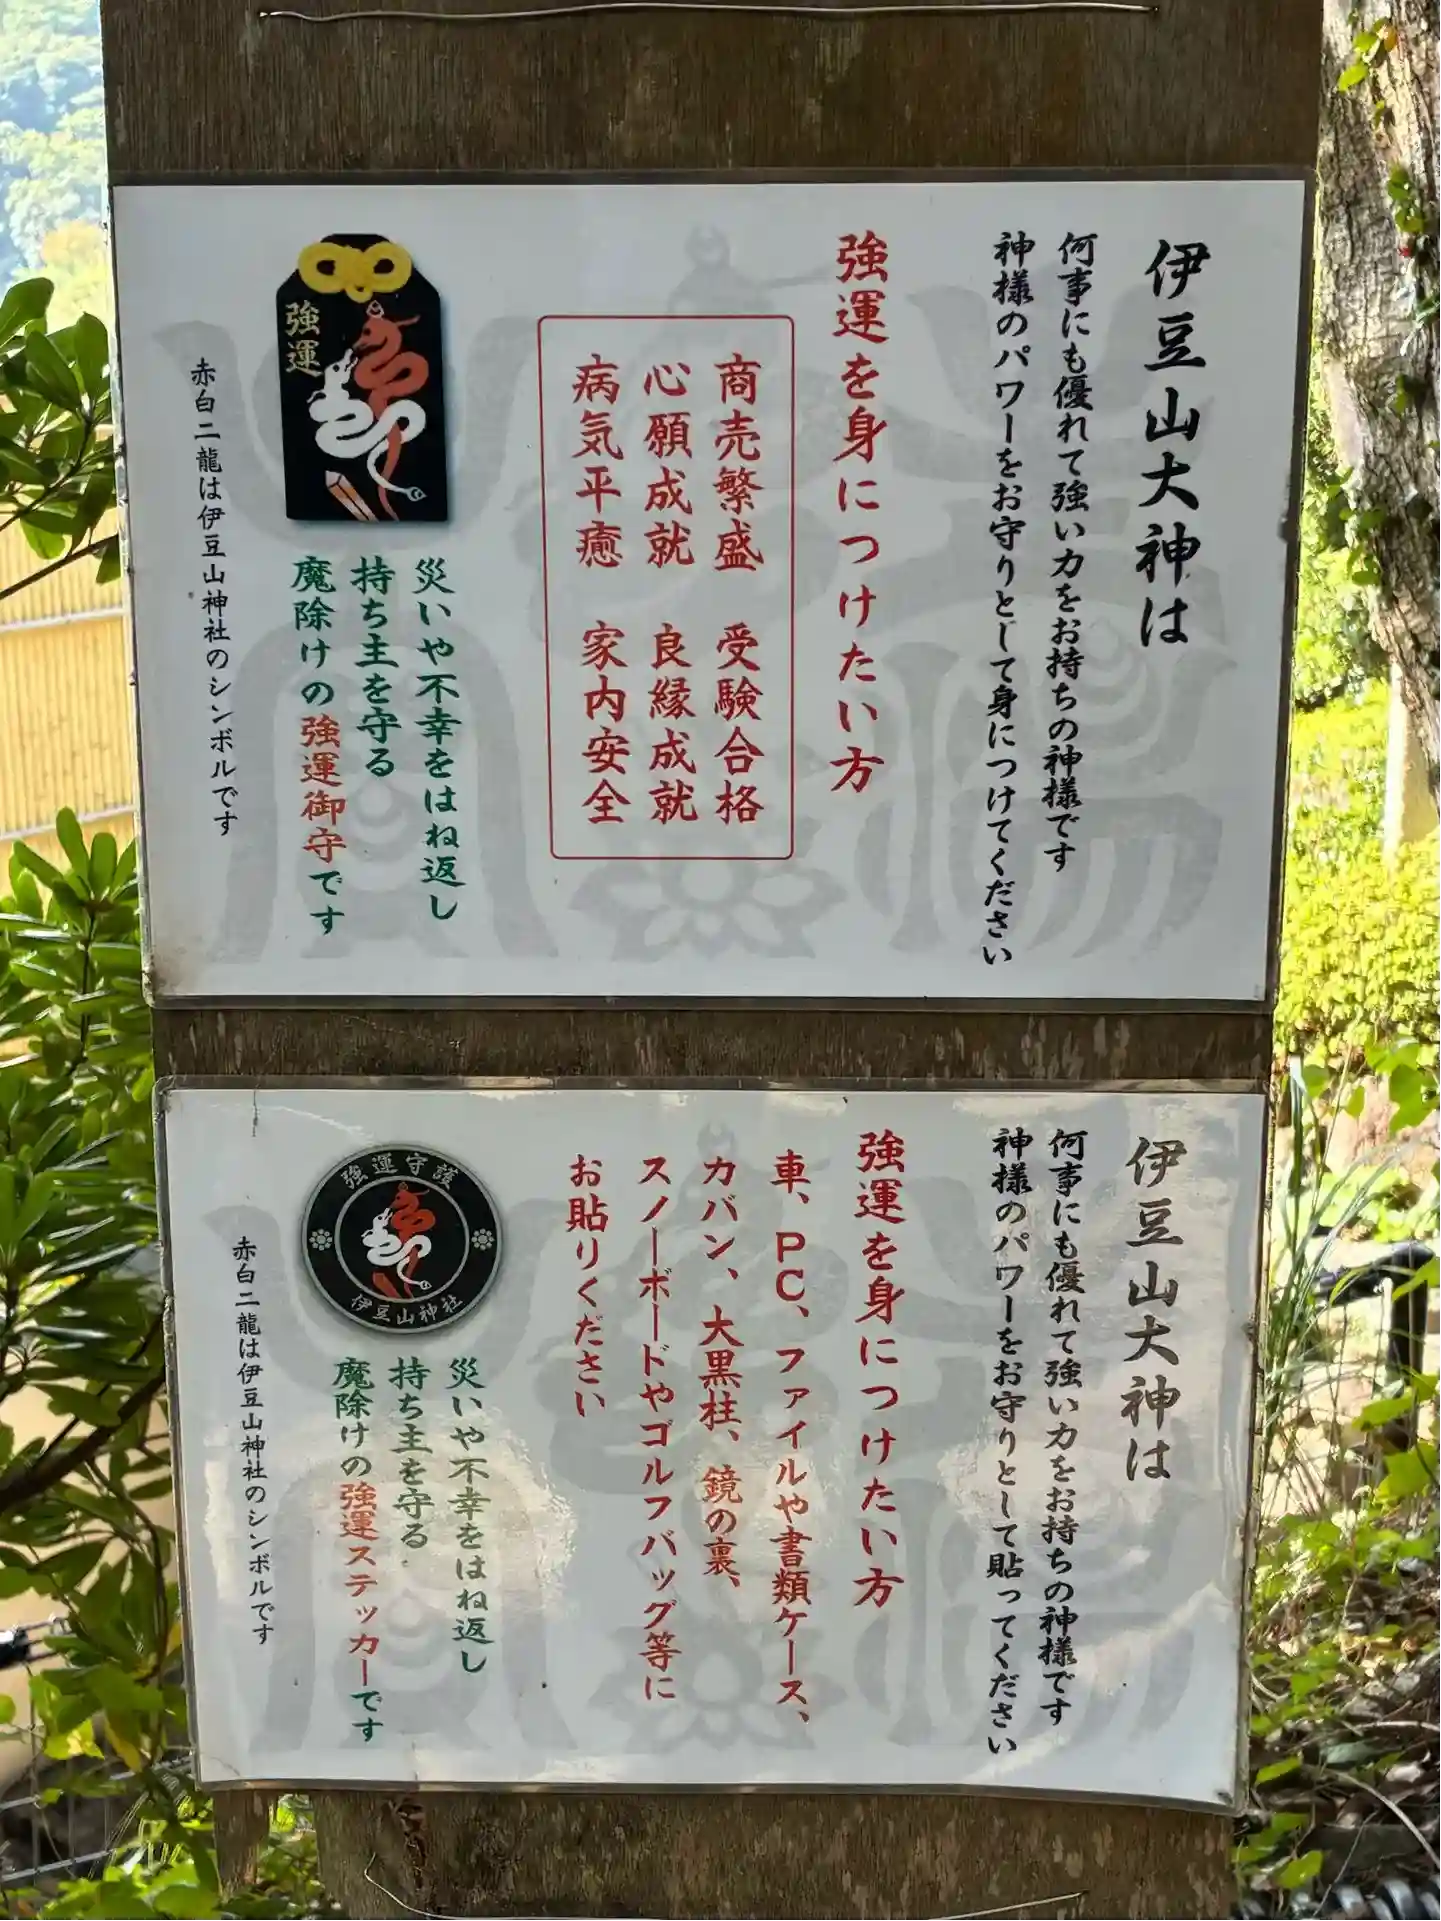 伊豆山大神は
何事にも優れて強い力をお持ちの神様です
神様のパワーをお守りとして身につけてください
強運を身につけたい方
商売繁盛 受験合格
心願成就 良縁成就
病気平癒 家内安全
強運
災いや不幸をはね返し
持ち主を守る
魔除けの強運御守です
赤白二龍は伊豆山神社のシンボルです
伊豆山大神は
何事にも優れて強い力をお持ちの神様です
神様のパワーをお守りとして貼ってください
強運を身につけたい方
車、PC、ファイルや書類ケース、
カバン、大黒柱、鏡の裏、
スノーボードやゴルフバッグ等に
お貼りください
強運守護
伊豆山神社
災いや不幸をはね返し
持ち主を守る
魔除けの強運ステッカーです
赤白二龍は伊豆山神社のシンボルです